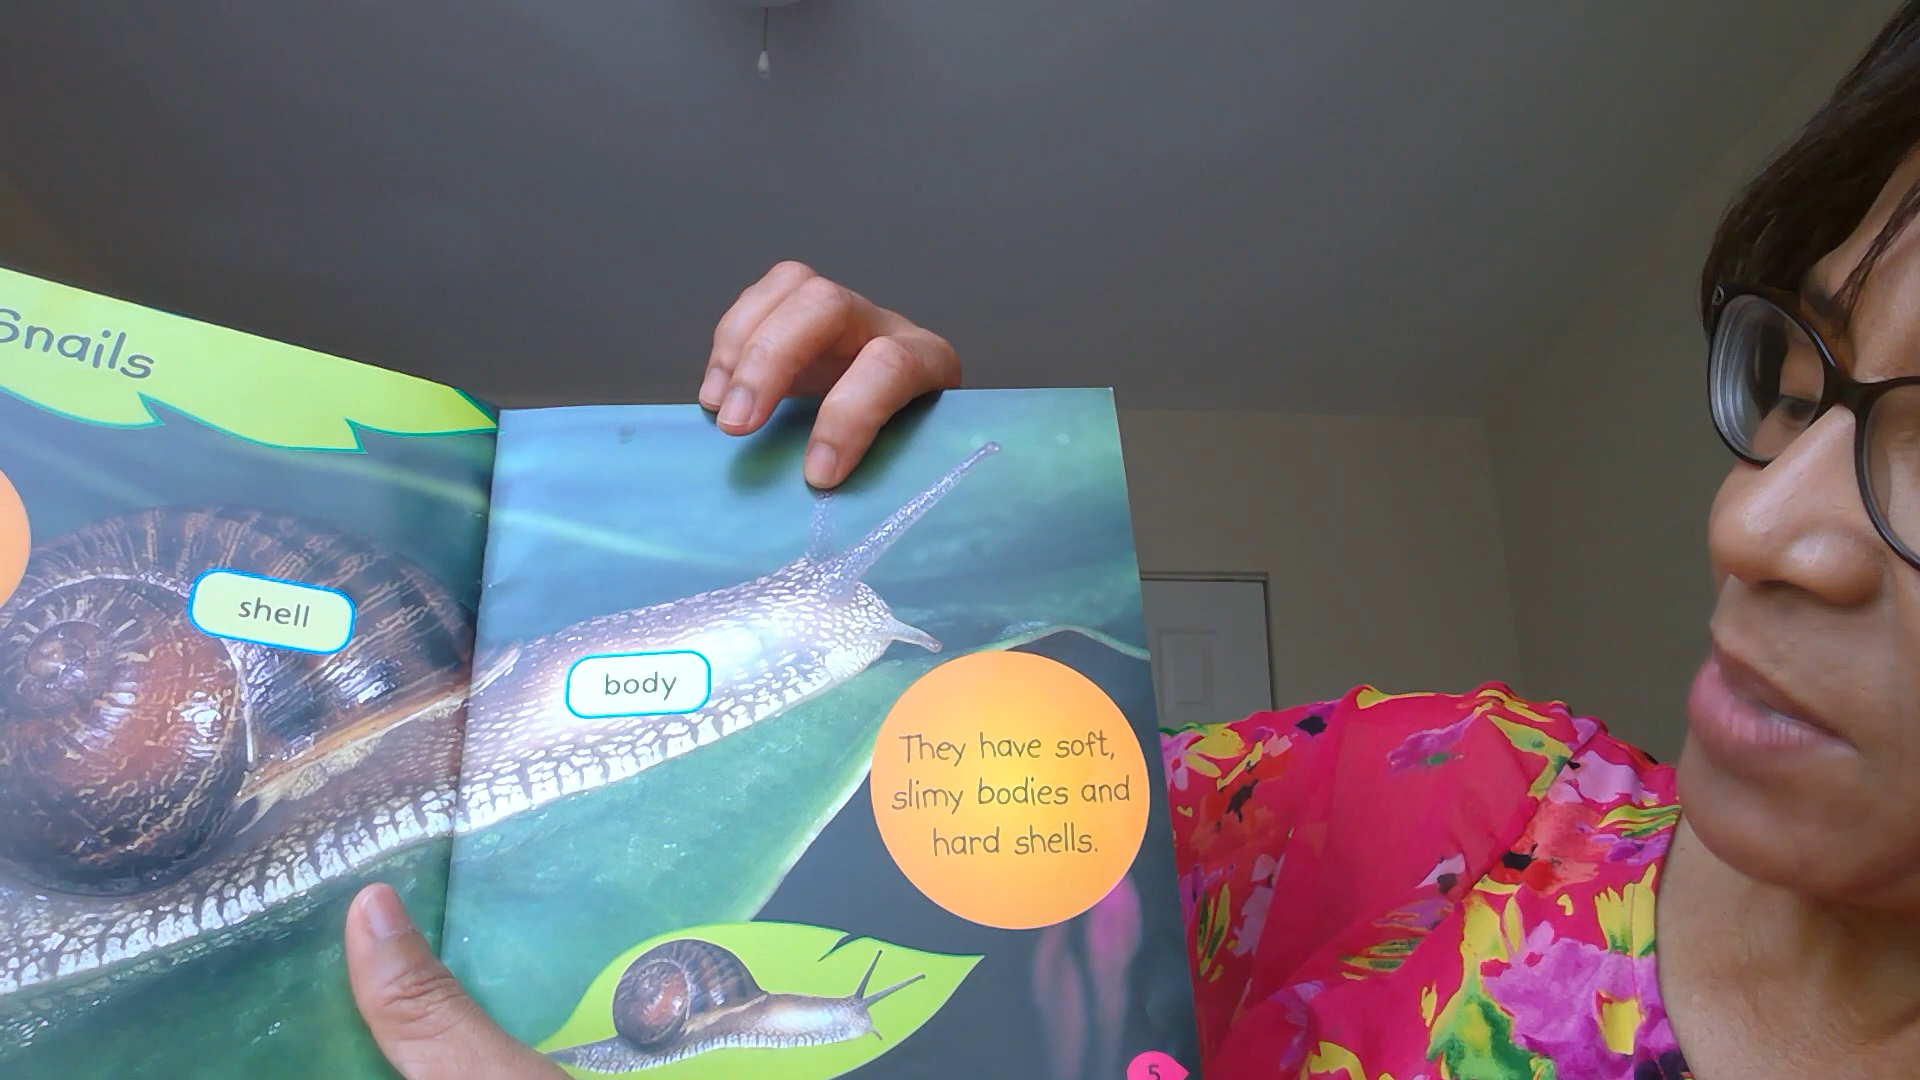 Snails
shell
body
They have soft,
slimy bodies and
hard shells.
5